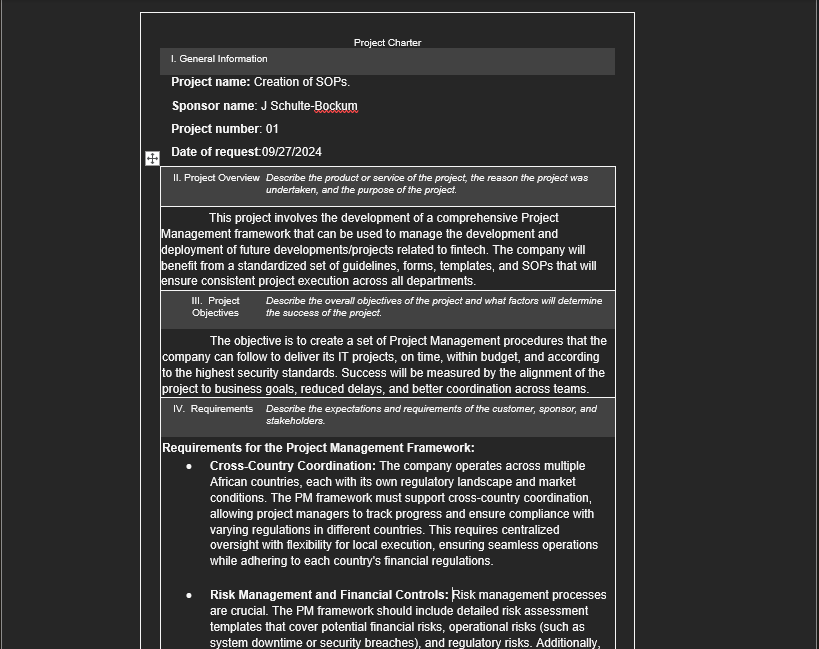 Project Charter
I. General Information
Project name: Creation of SOPs.
Sponsor name: J Schulte-Bockum
Project number: 01
Date of request:09/27/2024
II. Project Overview Describe the product or service of the project, the reason the project was
undertaken, and the purpose of the project.
This project involves the development of a comprehensive Project
Management framework that can be used to manage the development and
deployment of future developments/projects related to fintech. The company will
benefit from a standardized set of guidelines, forms, templates, and SOPs that will
ensure consistent project execution across all departments.
III. Project Describe the overall objectives of the project and what factors will determine
Objectives the success of the project.
The objective is to create a set of Project Management procedures that the
company can follow to deliver its IT projects, on time, within budget, and according
to the highest security standards. Success will be measured by the alignment of the
project to business goals, reduced delays, and better coordination across teams.
IV. Requirements Describe the expectations and requirements of the customer, sponsor, and
stakeholders.
Requirements for the Project Management Framework:
● Cross-Country Coordination: The company operates across multiple
African countries, each with its own regulatory landscape and market
conditions. The PM framework must support cross-country coordination,
allowing project managers to track progress and ensure compliance with
varying regulations in different countries. This requires centralized
oversight with flexibility for local execution, ensuring seamless operations
while adhering to each country's financial regulations.
● Risk Management and Financial Controls: Risk management processes
are crucial. The PM framework should include detailed risk assessment
templates that cover potential financial risks, operational risks (such as
system downtime or security breaches), and regulatory risks. Additionally,